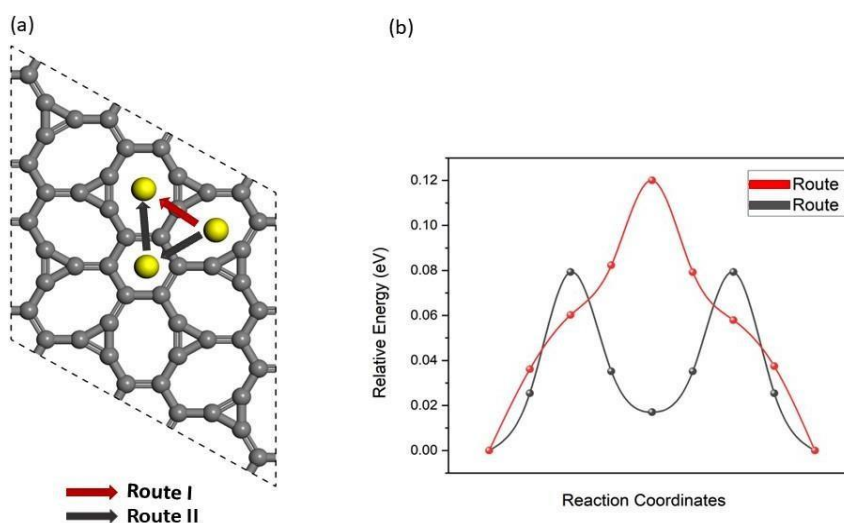 (a)
Route I
Route II
(b)
Relative Energy (eV)
0.12
0.10
0.08
0.06
0.04
0.02
0.00
Route
Route
Reaction Coordinates